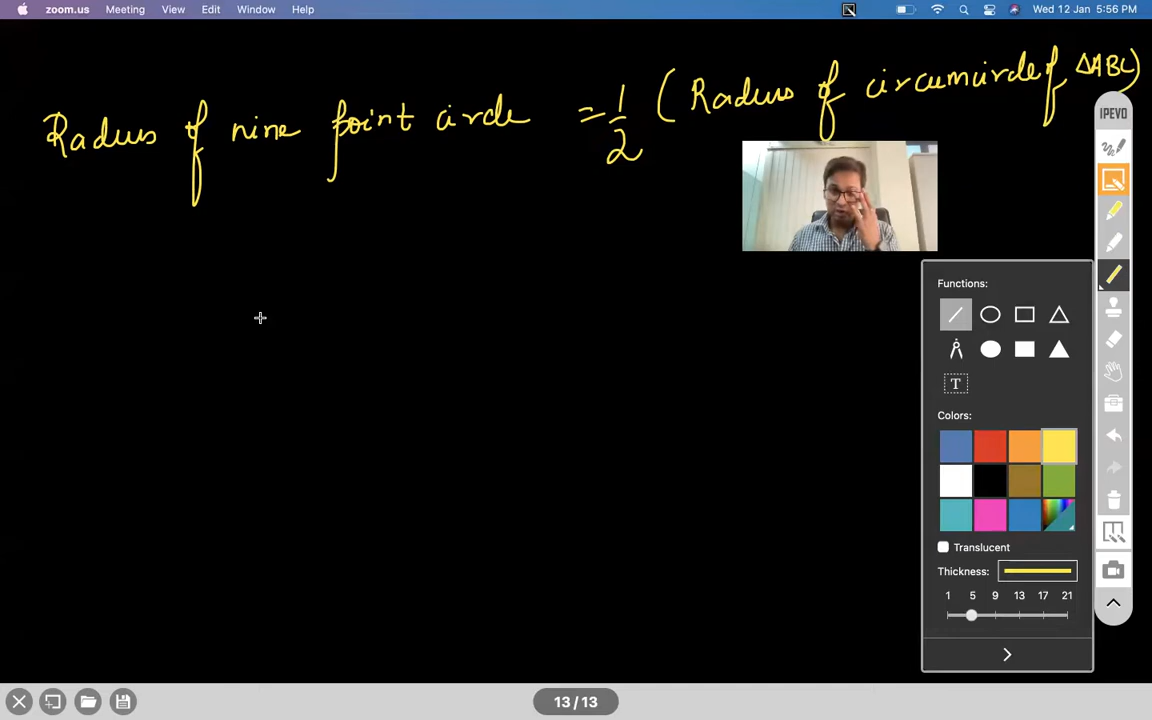 zoom.us Meeting View Edit Window Help Wed 12 Jan 5:56 PM
Radius of nine point circle = 1/2 (Radius of circumcircle of ΔABC)
IPEVO
Functions:
T
Colors:
Translucent
Thickness:
1 5 9 13 17 21
13/13